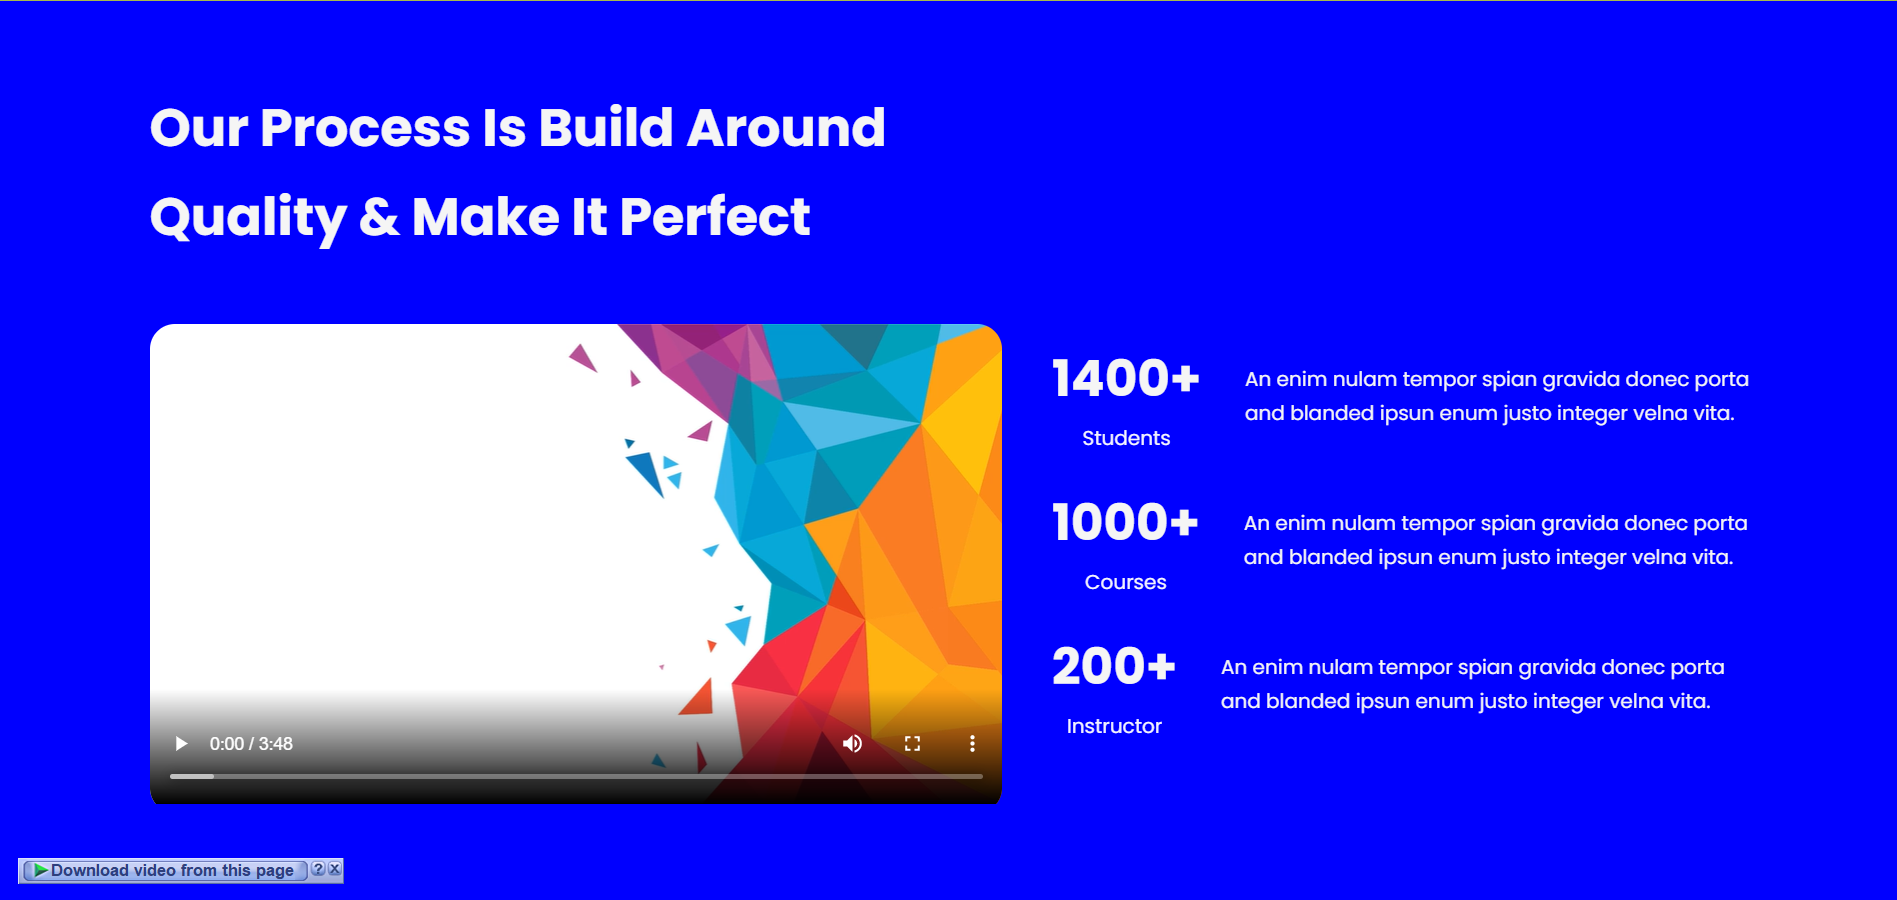 Our Process Is Build Around
Quality & Make It Perfect
1400+
Students
An enim nulam tempor spian gravida donec porta
and blanded ipsun enum justo integer velna vita.
1000+
Courses
An enim nulam tempor spian gravida donec porta
and blanded ipsun enum justo integer velna vita.
200+
Instructor
An enim nulam tempor spian gravida donec porta
and blanded ipsun enum justo integer velna vita.
0:00 / 3:48
Download video from this page ? X